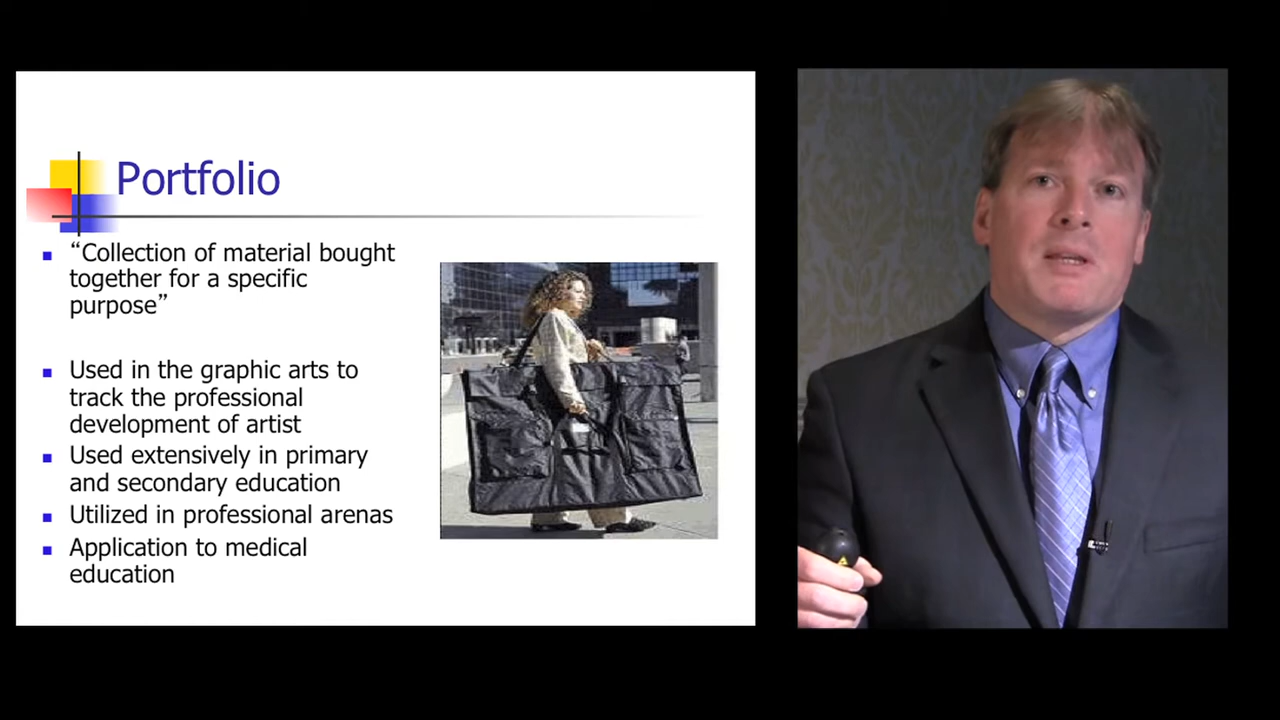 Portfolio
“Collection of material bought
together for a specific
purpose”
Used in the graphic arts to
track the professional
development of artist
Used extensively in primary
and secondary education
Utilized in professional arenas
Application to medical
education